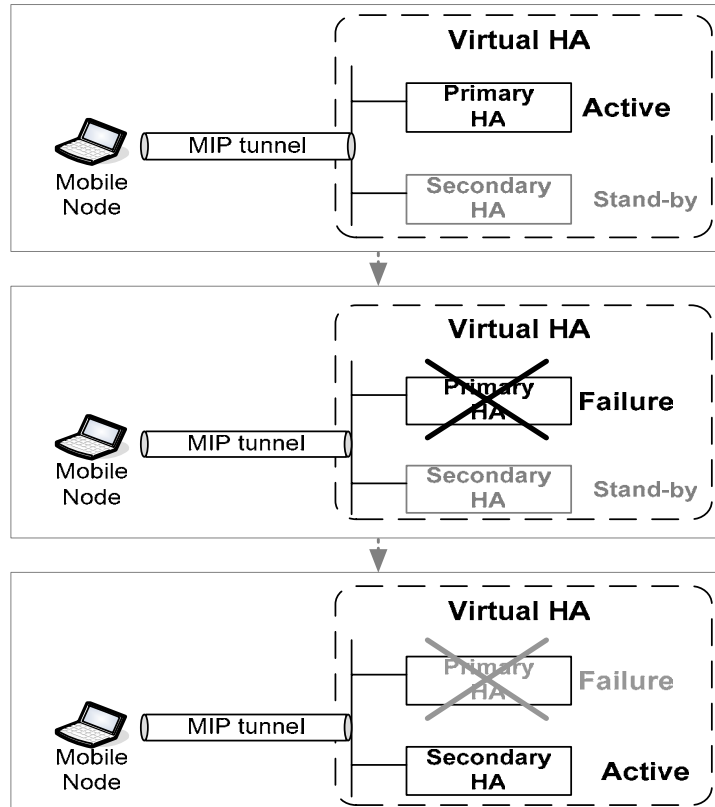 Virtual HA
Primary
HA
Active
MIP tunnel
Mobile
Node
Secondary
HA
Stand-by
Virtual HA
Primary
HA
Failure
MIP tunnel
Mobile
Node
Secondary
HA
Stand-by
Virtual HA
Primary
HA
Failure
MIP tunnel
Mobile
Node
Secondary
HA
Active